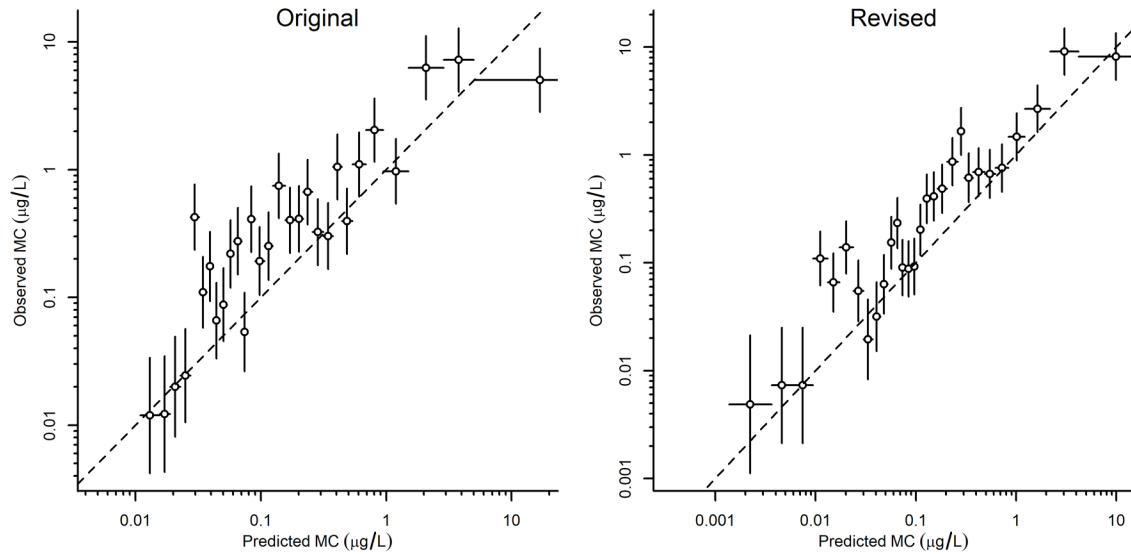 Original
10
1
0.1
0.01
Observed MC (μg/L)
0.01 0.1 1 10
Predicted MC (μg/L)
Revised
10
1
0.1
0.01
0.001
Observed MC (μg/L)
0.001 0.01 0.1 1 10
Predicted MC (μg/L)